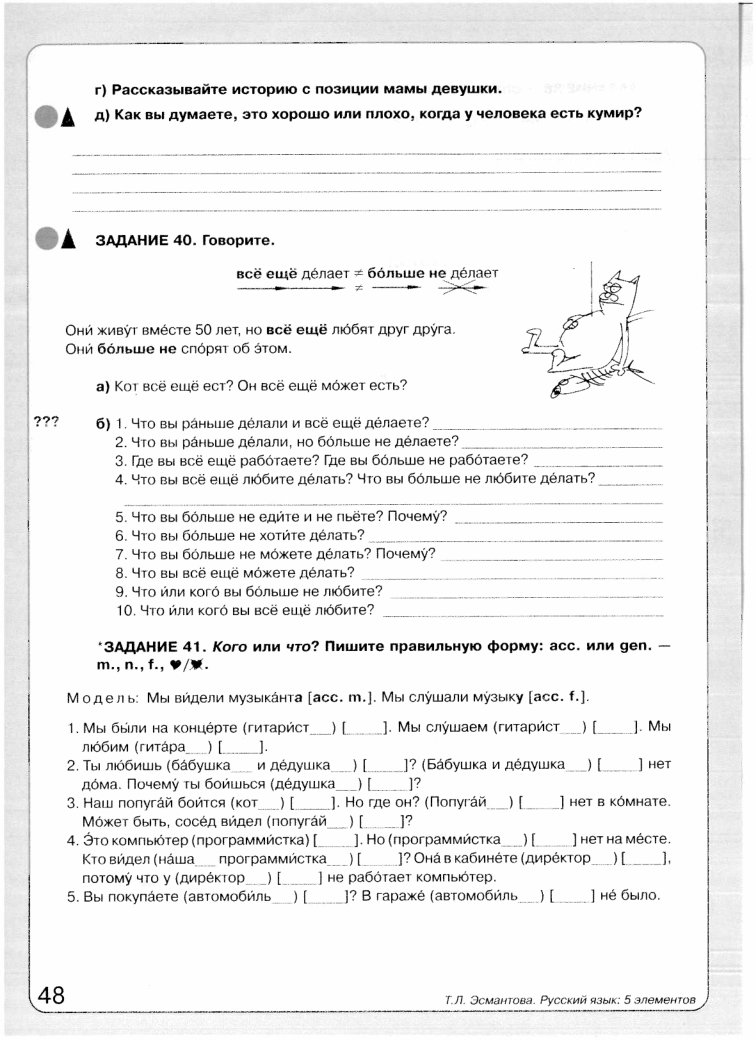 г) Рассказывайте историю с позиции мамы девушки.
д) Как вы думаете, это хорошо или плохо, когда у человека есть кумир?
ЗАДАНИЕ 40. Говорите.
всё ещё де́лает ≠ бо́льше не де́лает
≠
Они́ живу́т вме́сте 50 лет, но всё ещё лю́бят друг дру́га.
Они́ бо́льше не спо́рят об э́том.
а) Кот всё ещё ест? Он всё ещё мо́жет есть?
??? б) 1. Что вы ра́ньше де́лали и всё ещё де́лаете?
2. Что вы ра́ньше де́лали, но бо́льше не де́лаете?
3. Где вы всё ещё рабо́таете? Где вы бо́льше не рабо́таете?
4. Что вы всё ещё лю́бите де́лать? Что вы бо́льше не лю́бите де́лать?
5. Что вы бо́льше не еди́те и не пьёте? Почему́?
6. Что вы бо́льше не хоти́те де́лать?
7. Что вы бо́льше не мо́жете де́лать? Почему́?
8. Что вы всё ещё мо́жете де́лать?
9. Что и́ли кого́ вы бо́льше не лю́бите?
10. Что и́ли кого́ вы всё ещё лю́бите?
*ЗАДАНИЕ 41. Кого или что? Пишите правильную форму: acc. или gen. —
m., n., f., ♥/♥.
Модель: Мы ви́дели музыка́нта [acc. m.]. Мы слу́шали му́зыку [acc. f.].
1. Мы бы́ли на конце́рте (гитари́ст___) [_____]. Мы слу́шаем (гитари́ст___) [_____]. Мы
лю́бим (гита́ра___) [_____].
2. Ты лю́бишь (ба́бушка___ и де́душка___) [_____]? (Ба́бушка и де́душка___) [_____] нет
до́ма. Почему́ ты бои́шься (де́душка___) [_____]?
3. Наш попуга́й бои́тся (кот___) [_____]. Но где он? (Попуга́й___) [_____] нет в ко́мнате.
Мо́жет быть, сосе́д ви́дел (попуга́й___) [_____]?
4. Э́то компью́тер (программи́стка) [_____]. Но (программи́стка___) [_____] нет на ме́сте.
Кто ви́дел (на́ша___ программи́стка___) [_____]? Она́ в кабине́те (дире́ктор___) [_____],
потому́ что у (дире́ктор___) [_____] не рабо́тает компью́тер.
5. Вы покупа́ете (автомоби́ль___) [_____]? В гараже́ (автомоби́ль___) [_____] не́ было.
48
Т.Л. Эсмантова. Русский язык: 5 элементов